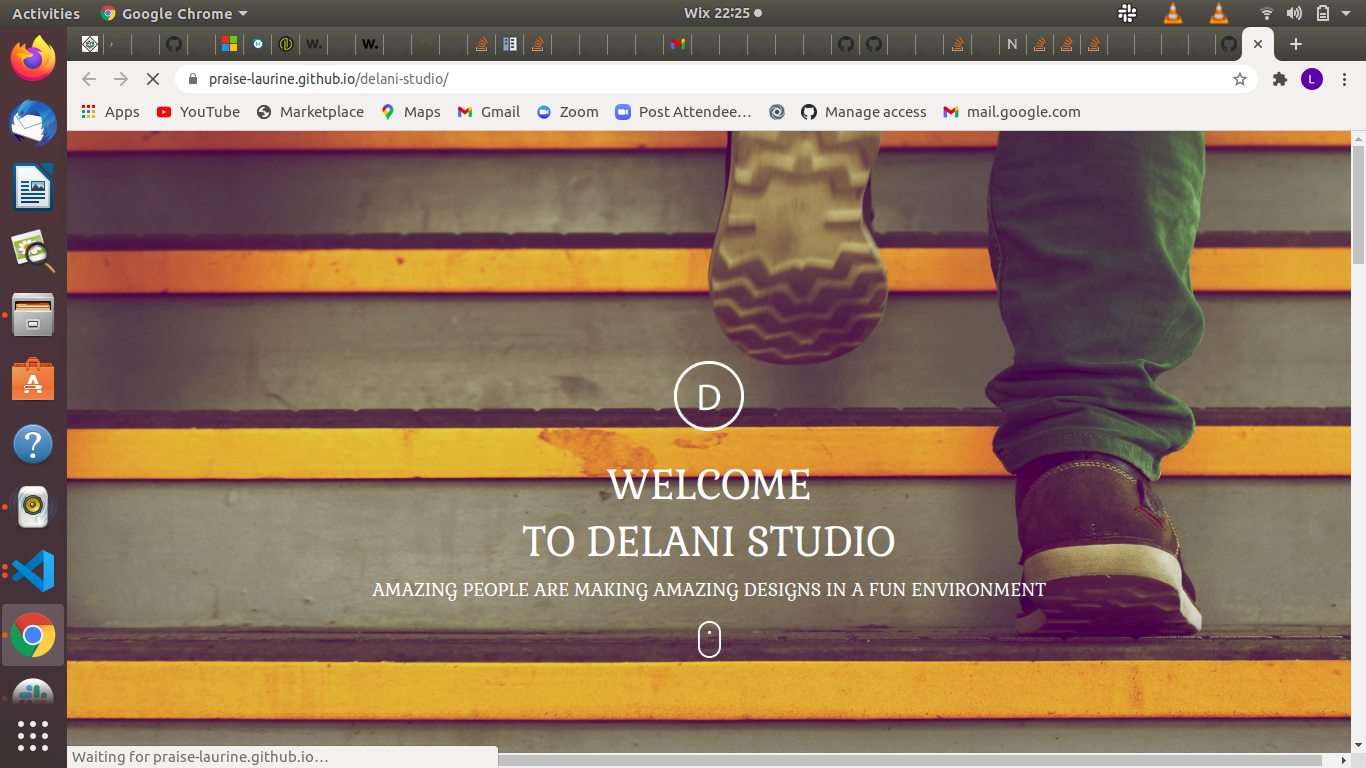 Activities
Google Chrome
Wix 22:25
W.
W.
N
praise-laurine.github.io/delani-studio/
L
Apps
YouTube
Marketplace
Maps
Gmail
Zoom
Post Attendee…
Manage access
mail.google.com
D
WELCOME
TO DELANI STUDIO
AMAZING PEOPLE ARE MAKING AMAZING DESIGNS IN A FUN ENVIRONMENT
Waiting for praise-laurine.github.io…